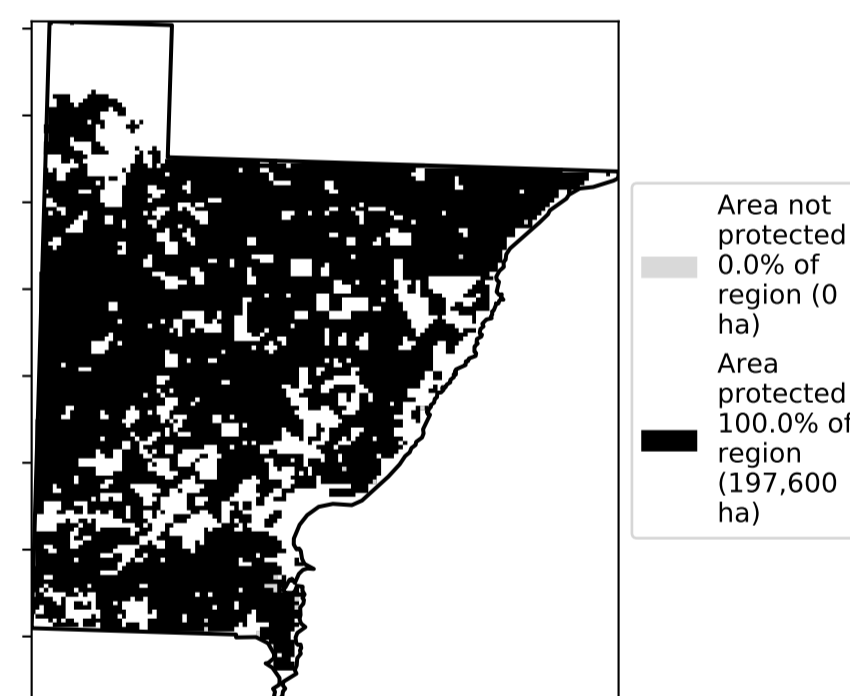 Area not
protected
0.0% of
region (0
ha)
Area
protected
100.0% of
region
(197,600
ha)